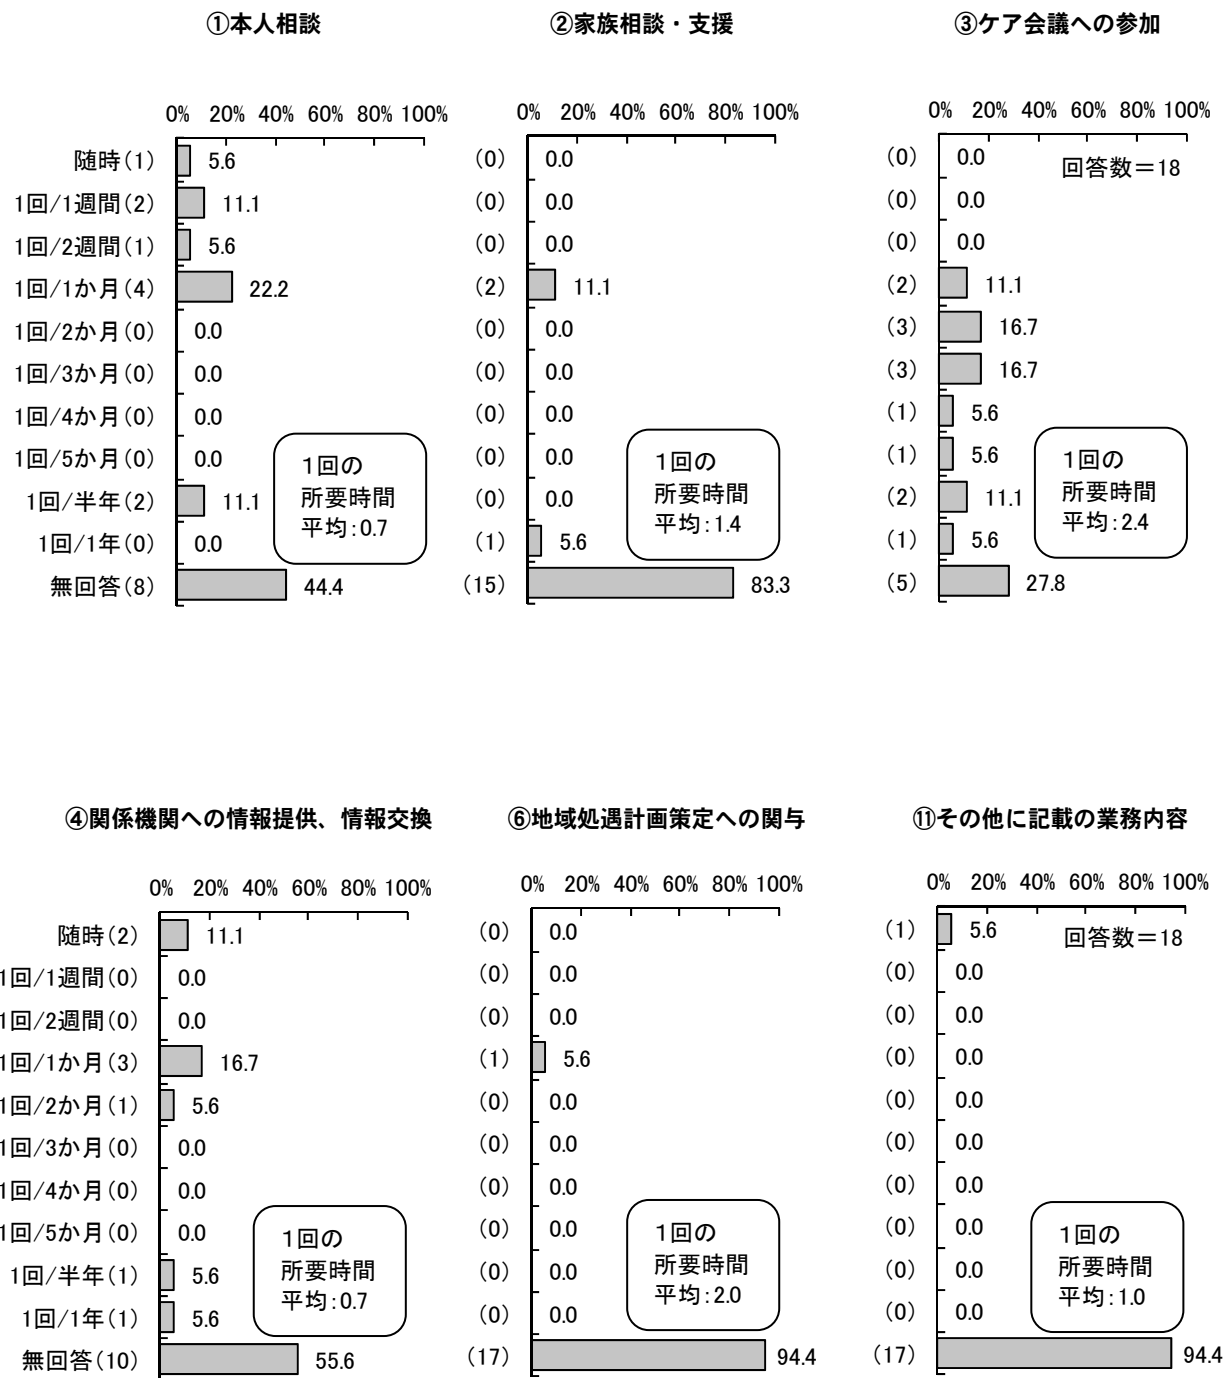 ①本人相談
0% 20% 40% 60% 80% 100%
随時(1) 5.6
1回/1週間(2) 11.1
1回/2週間(1) 5.6
1回/1か月(4) 22.2
1回/2か月(0) 0.0
1回/3か月(0) 0.0
1回/4か月(0) 0.0
1回/5か月(0) 0.0
1回/半年(2) 11.1
1回/1年(0) 0.0
無回答(8) 44.4
1回の
所要時間
平均:0.7
②家族相談・支援
0% 20% 40% 60% 80% 100%
(0) 0.0
(0) 0.0
(0) 0.0
(2) 11.1
(0) 0.0
(0) 0.0
(0) 0.0
(0) 0.0
(0) 0.0
(1) 5.6
(15) 83.3
1回の
所要時間
平均:1.4
③ケア会議への参加
0% 20% 40% 60% 80% 100%
回答数=18
(0) 0.0
(0) 0.0
(0) 0.0
(2) 11.1
(3) 16.7
(3) 16.7
(1) 5.6
(1) 5.6
(2) 11.1
(1) 5.6
(5) 27.8
1回の
所要時間
平均:2.4
④関係機関への情報提供、情報交換
0% 20% 40% 60% 80% 100%
随時(2) 11.1
1回/1週間(0) 0.0
1回/2週間(0) 0.0
1回/1か月(3) 16.7
1回/2か月(1) 5.6
1回/3か月(0) 0.0
1回/4か月(0) 0.0
1回/5か月(0) 0.0
1回/半年(1) 5.6
1回/1年(1) 5.6
無回答(10) 55.6
1回の
所要時間
平均:0.7
⑥地域処遇計画策定への関与
0% 20% 40% 60% 80% 100%
(0) 0.0
(0) 0.0
(0) 0.0
(1) 5.6
(0) 0.0
(0) 0.0
(0) 0.0
(0) 0.0
(0) 0.0
(0) 0.0
(17) 94.4
1回の
所要時間
平均:2.0
⑪その他に記載の業務内容
0% 20% 40% 60% 80% 100%
回答数=18
(1) 5.6
(0) 0.0
(0) 0.0
(0) 0.0
(0) 0.0
(0) 0.0
(0) 0.0
(0) 0.0
(0) 0.0
(0) 0.0
(17) 94.4
1回の
所要時間
平均:1.0